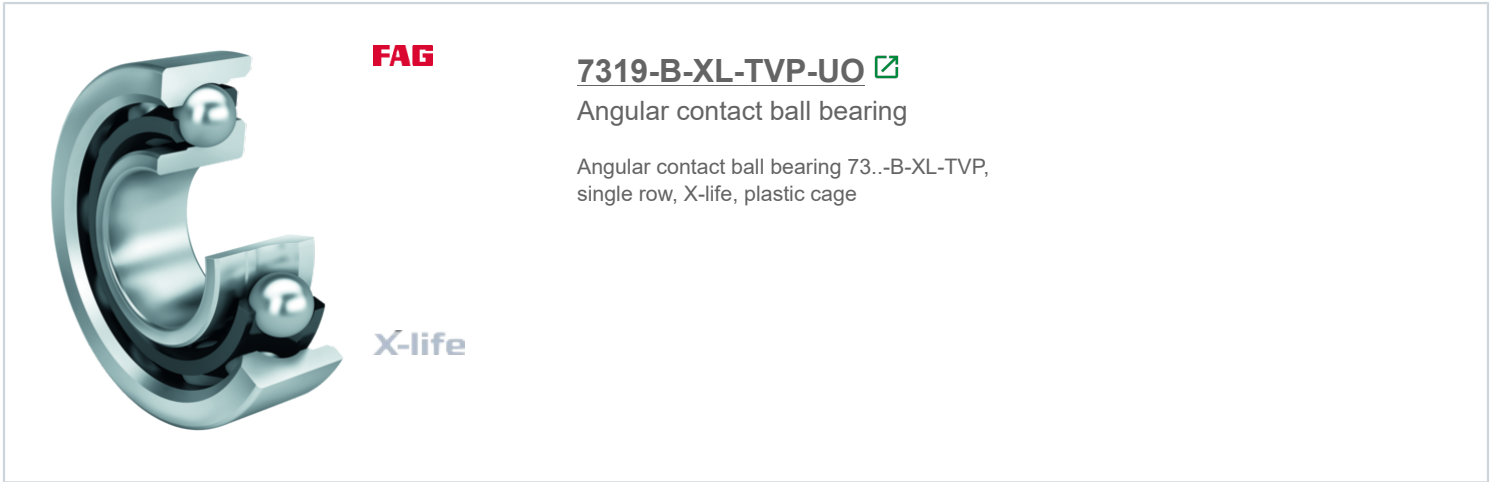 FAG
7319-B-XL-TVP-UO
Angular contact ball bearing
Angular contact ball bearing 73..-B-XL-TVP,
single row, X-life, plastic cage
X-life